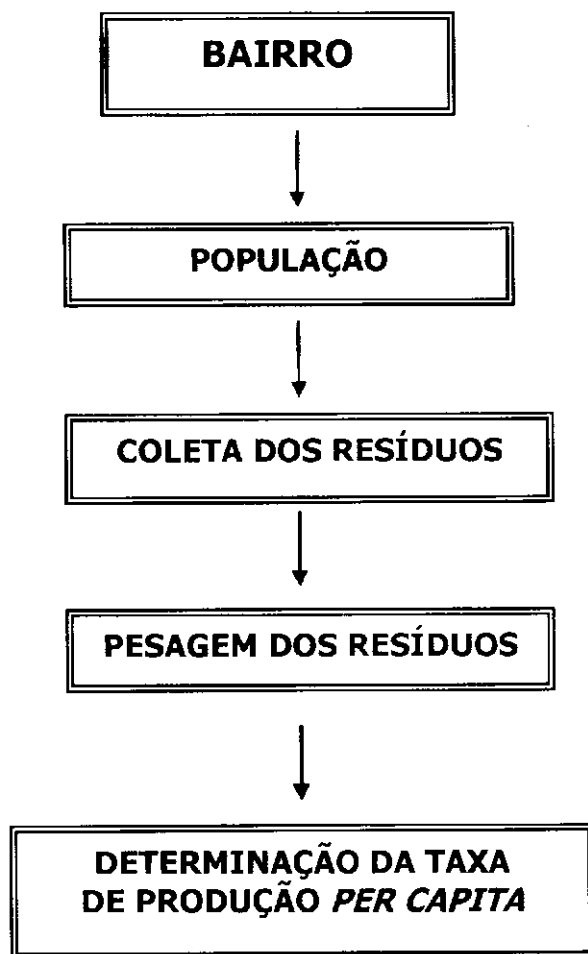 BAIRRO
POPULAÇÃO
COLETA DOS RESÍDUOS
PESAGEM DOS RESÍDUOS
DETERMINAÇÃO DA TAXA
DE PRODUÇÃO PER CAPITA